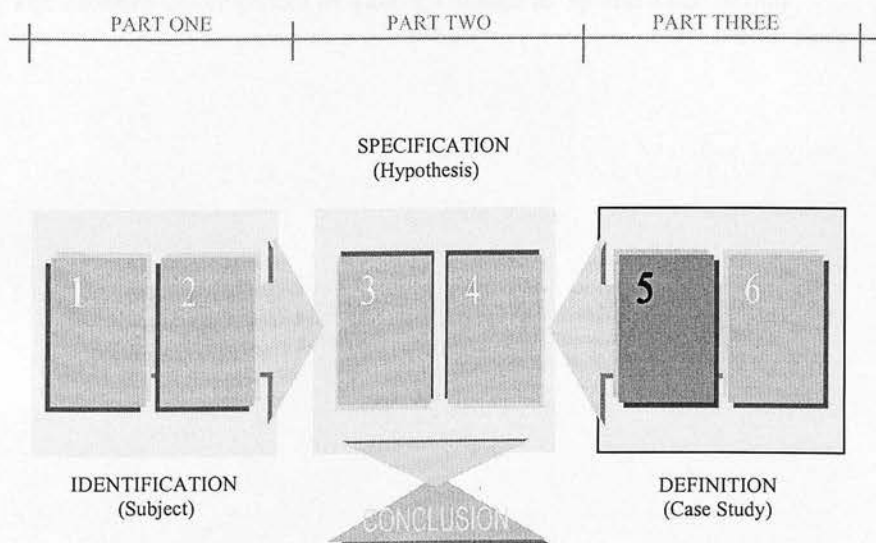 PART ONE
PART TWO
PART THREE
SPECIFICATION
(Hypothesis)
1
2
3
4
5
6
IDENTIFICATION
(Subject)
DEFINITION
(Case Study)
CONCLUSION